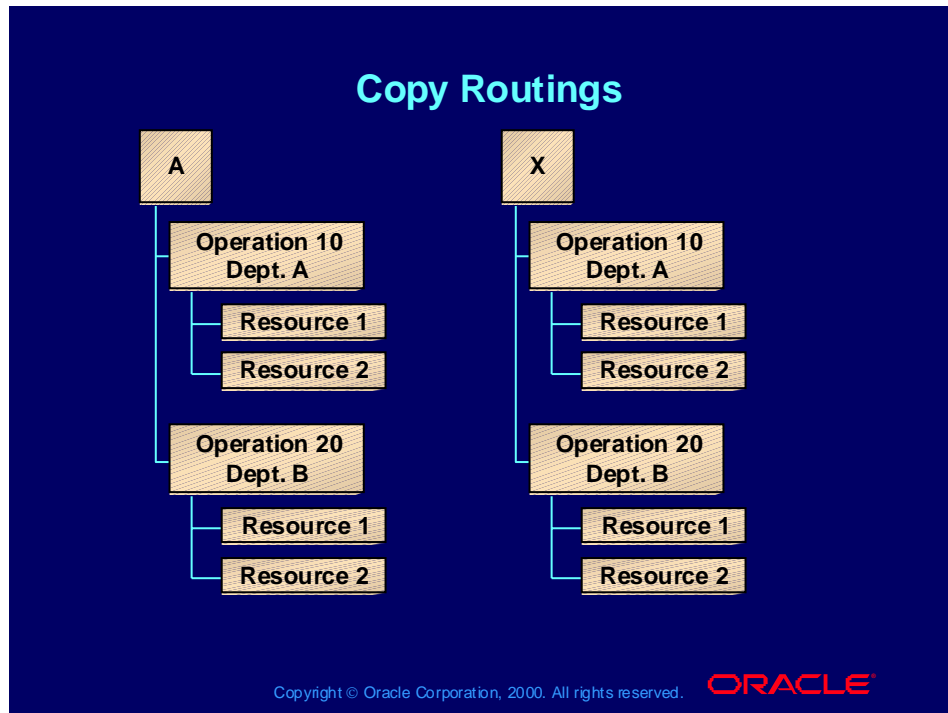 Copy Routings
A
Operation 10
Dept. A
Resource 1
Resource 2
Operation 20
Dept. B
Resource 1
Resource 2
X
Operation 10
Dept. A
Resource 1
Resource 2
Operation 20
Dept. B
Resource 1
Resource 2
Copyright © Oracle Corporation, 2000. All rights reserved.
ORACLE®